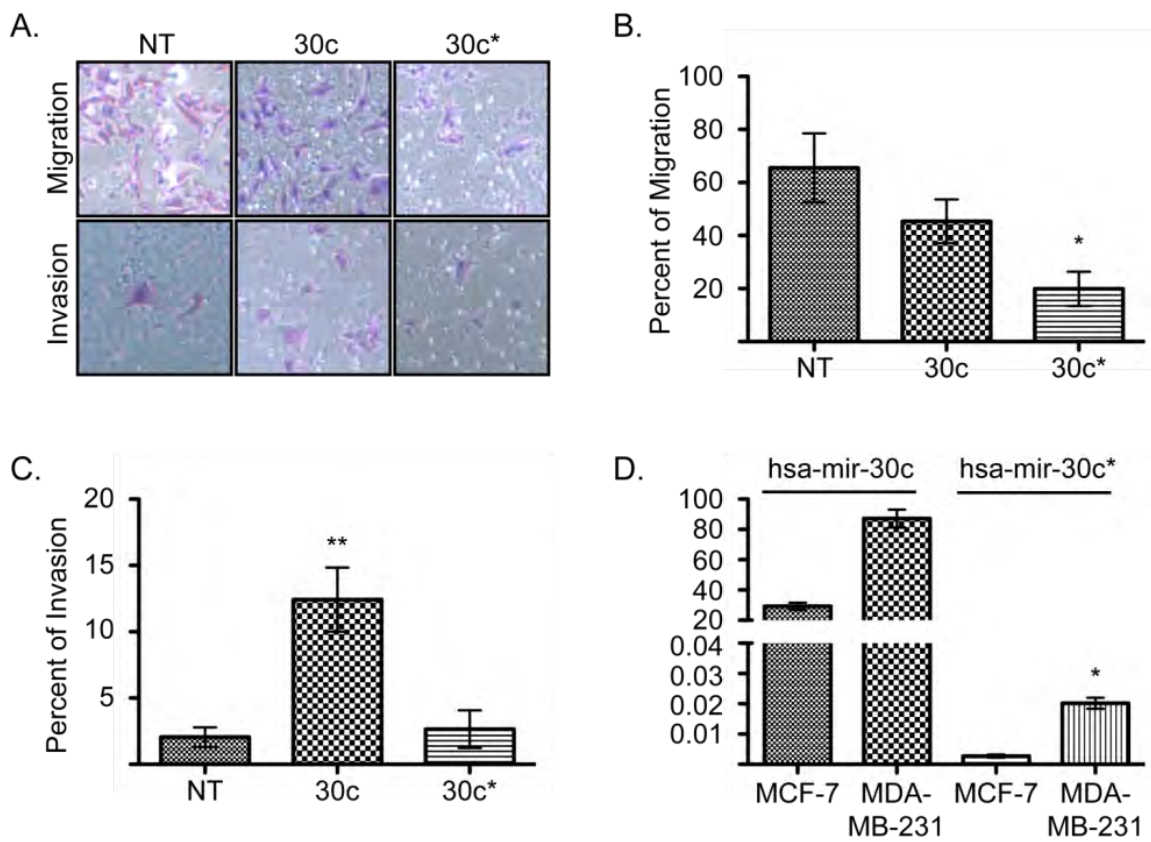 A.
NT 30c 30c*
Migration
Invasion
B.
Percent of Migration
100
80
60
40
20
*
NT 30c 30c*
C.
Percent of Invasion
20
15
10
5
**
NT 30c 30c*
D.
hsa-mir-30c hsa-mir-30c*
100
80
60
40
20
0.04
0.03
0.02
0.01
*
MCF-7 MDA- MCF-7 MDA-
MB-231 MB-231